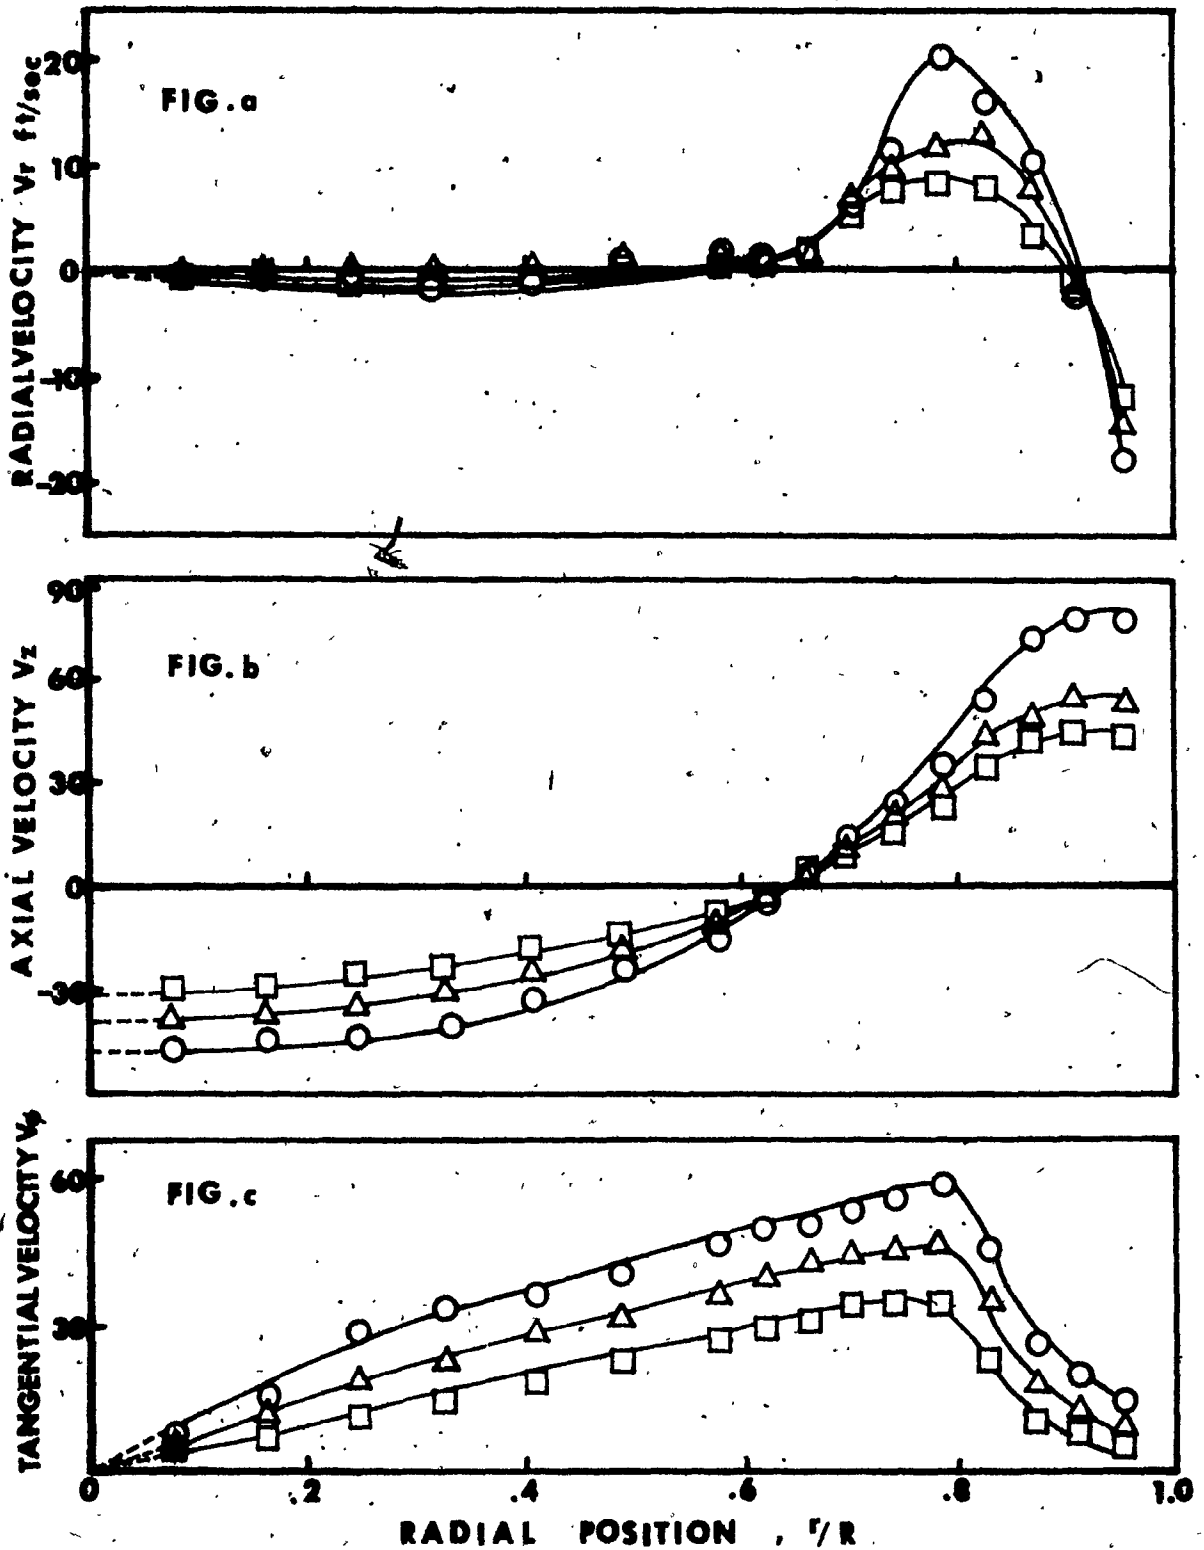 RADIAL VELOCITY Vr ft/sec
20
10
0
-10
-20
FIG.a
AXIAL VELOCITY Vz
90
60
30
0
-30
FIG.b
TANGENTIAL VELOCITY Vφ
60
30
FIG.c
0 .2 .4 .6 .8 1.0
RADIAL POSITION , r/R